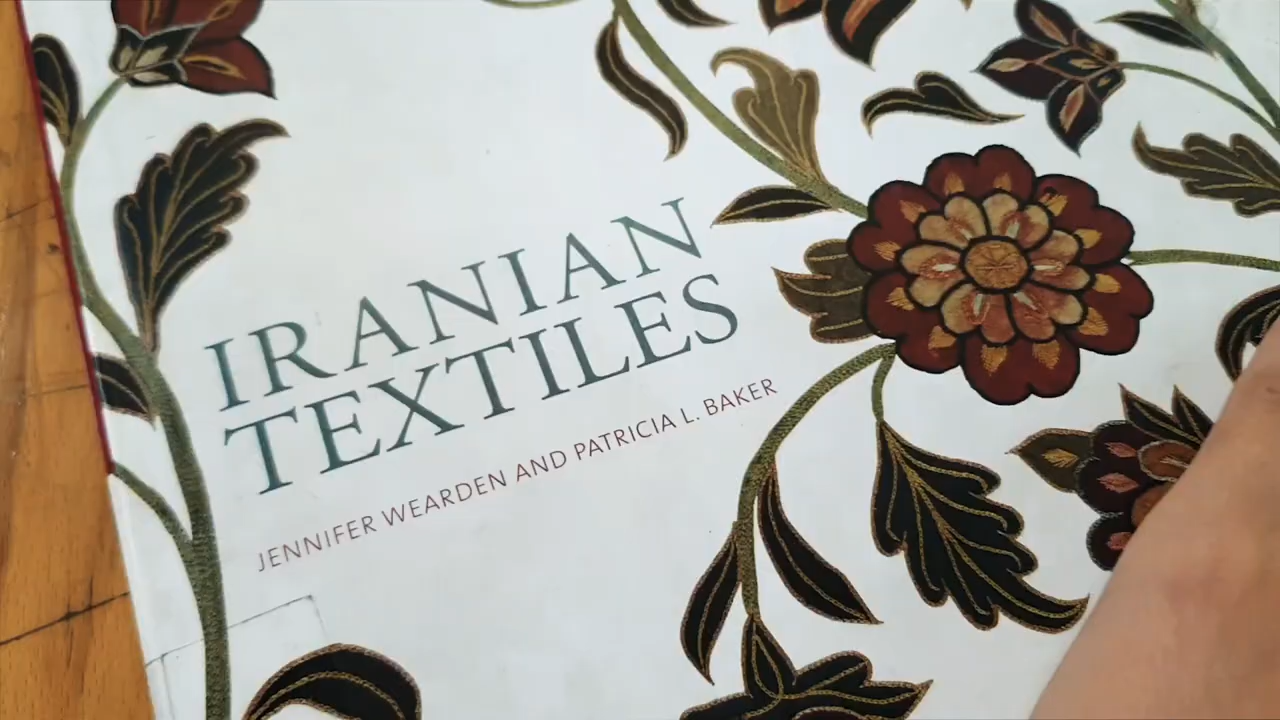 IRANIAN
TEXTILES
JENNIFER WEARDEN AND PATRICIA L. BAKER